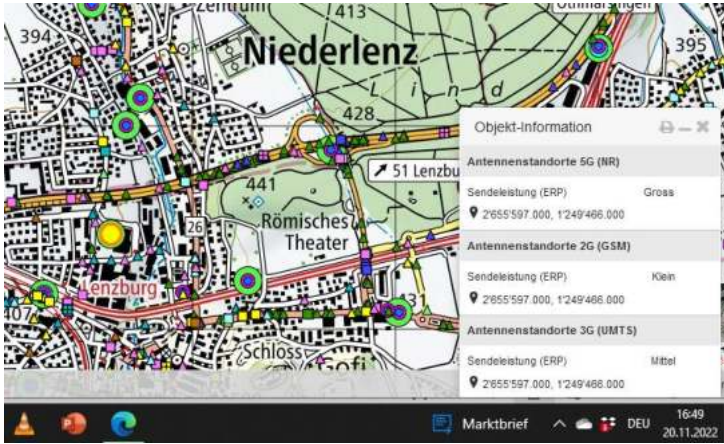 Zentrum
413
Othmarsingen
394
Niederlenz
395
Lind
428
51 Lenzbu
441
Römisches
Theater
26
Lenzburg
431
407
Schloss
Gofi
Objekt-Information
Antennenstandorte 5G (NR)
Sendeleistung (ERP) Gross
2'655'597.000, 1'249'466.000
Antennenstandorte 2G (GSM)
Sendeleistung (ERP) Klein
2'655'597.000, 1'249'466.000
Antennenstandorte 3G (UMTS)
Sendeleistung (ERP) Mittel
2'655'597.000, 1'249'466.000
Marktbrief DEU 16:49
20.11.2022